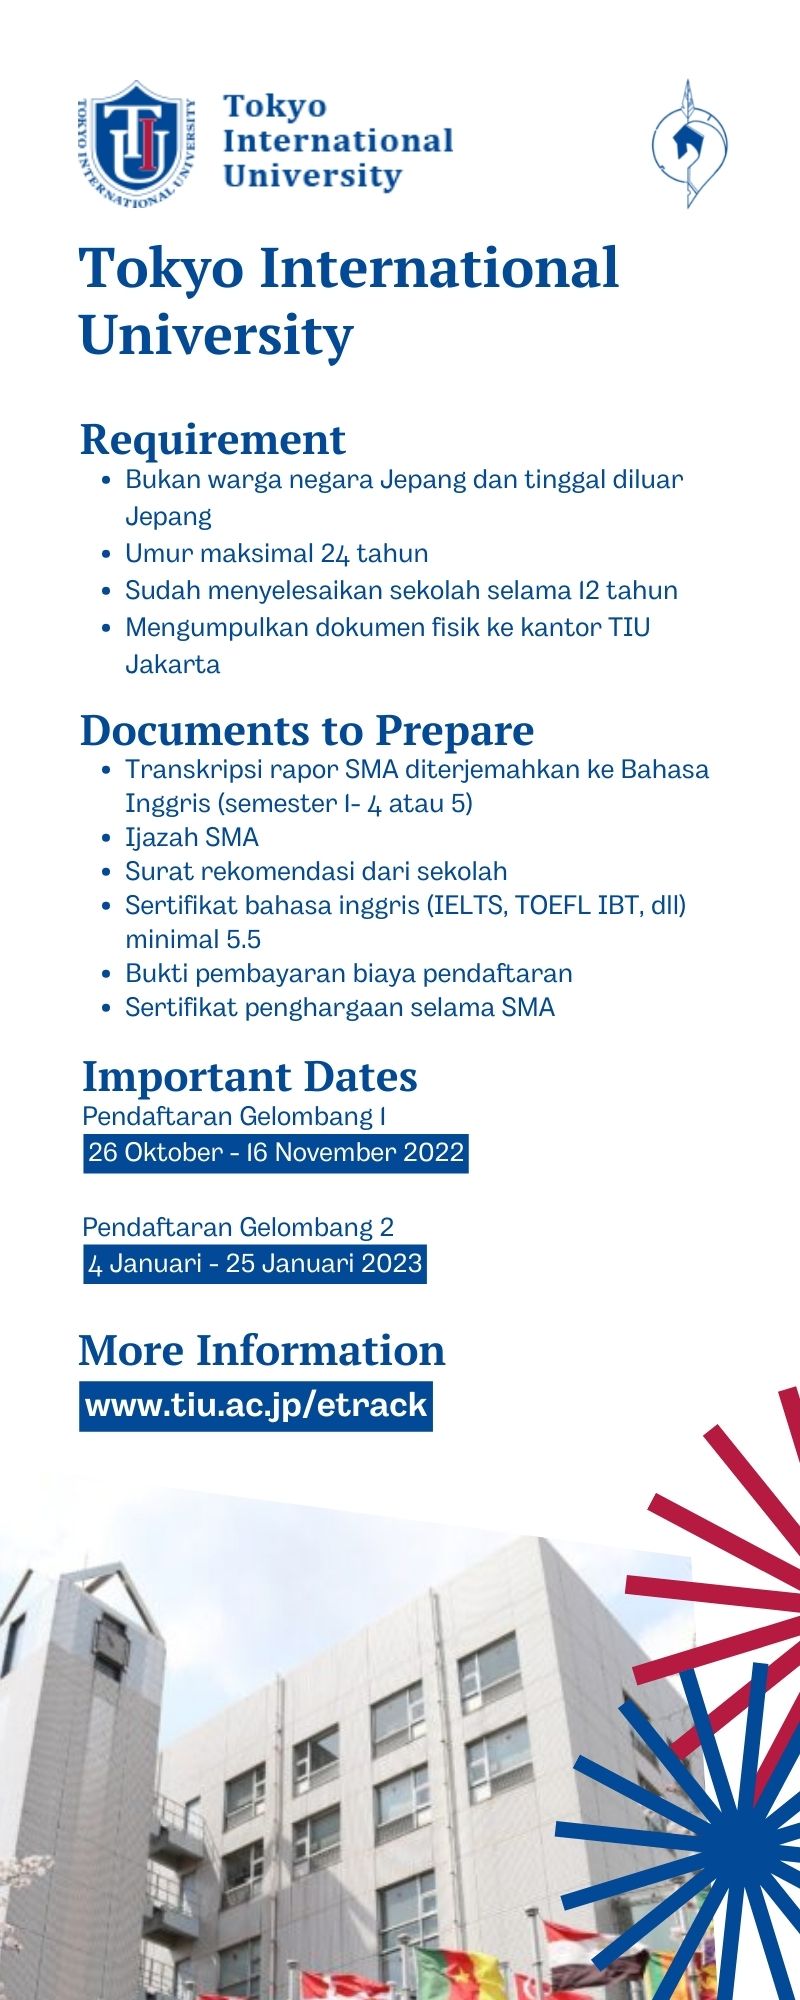 TOKYO INTERNATIONAL UNIVERSITY
TIU
Tokyo
International
University
Tokyo International
University
Requirement
• Bukan warga negara Jepang dan tinggal diluar
Jepang
• Umur maksimal 24 tahun
• Sudah menyelesaikan sekolah selama 12 tahun
• Mengumpulkan dokumen fisik ke kantor TIU
Jakarta
Documents to Prepare
• Transkripsi rapor SMA diterjemahkan ke Bahasa
Inggris (semester 1- 4 atau 5)
• Ijazah SMA
• Surat rekomendasi dari sekolah
• Sertifikat bahasa inggris (IELTS, TOEFL IBT, dll)
minimal 5.5
• Bukti pembayaran biaya pendaftaran
• Sertifikat penghargaan selama SMA
Important Dates
Pendaftaran Gelombang 1
26 Oktober - 16 November 2022
Pendaftaran Gelombang 2
4 Januari - 25 Januari 2023
More Information
www.tiu.ac.jp/etrack